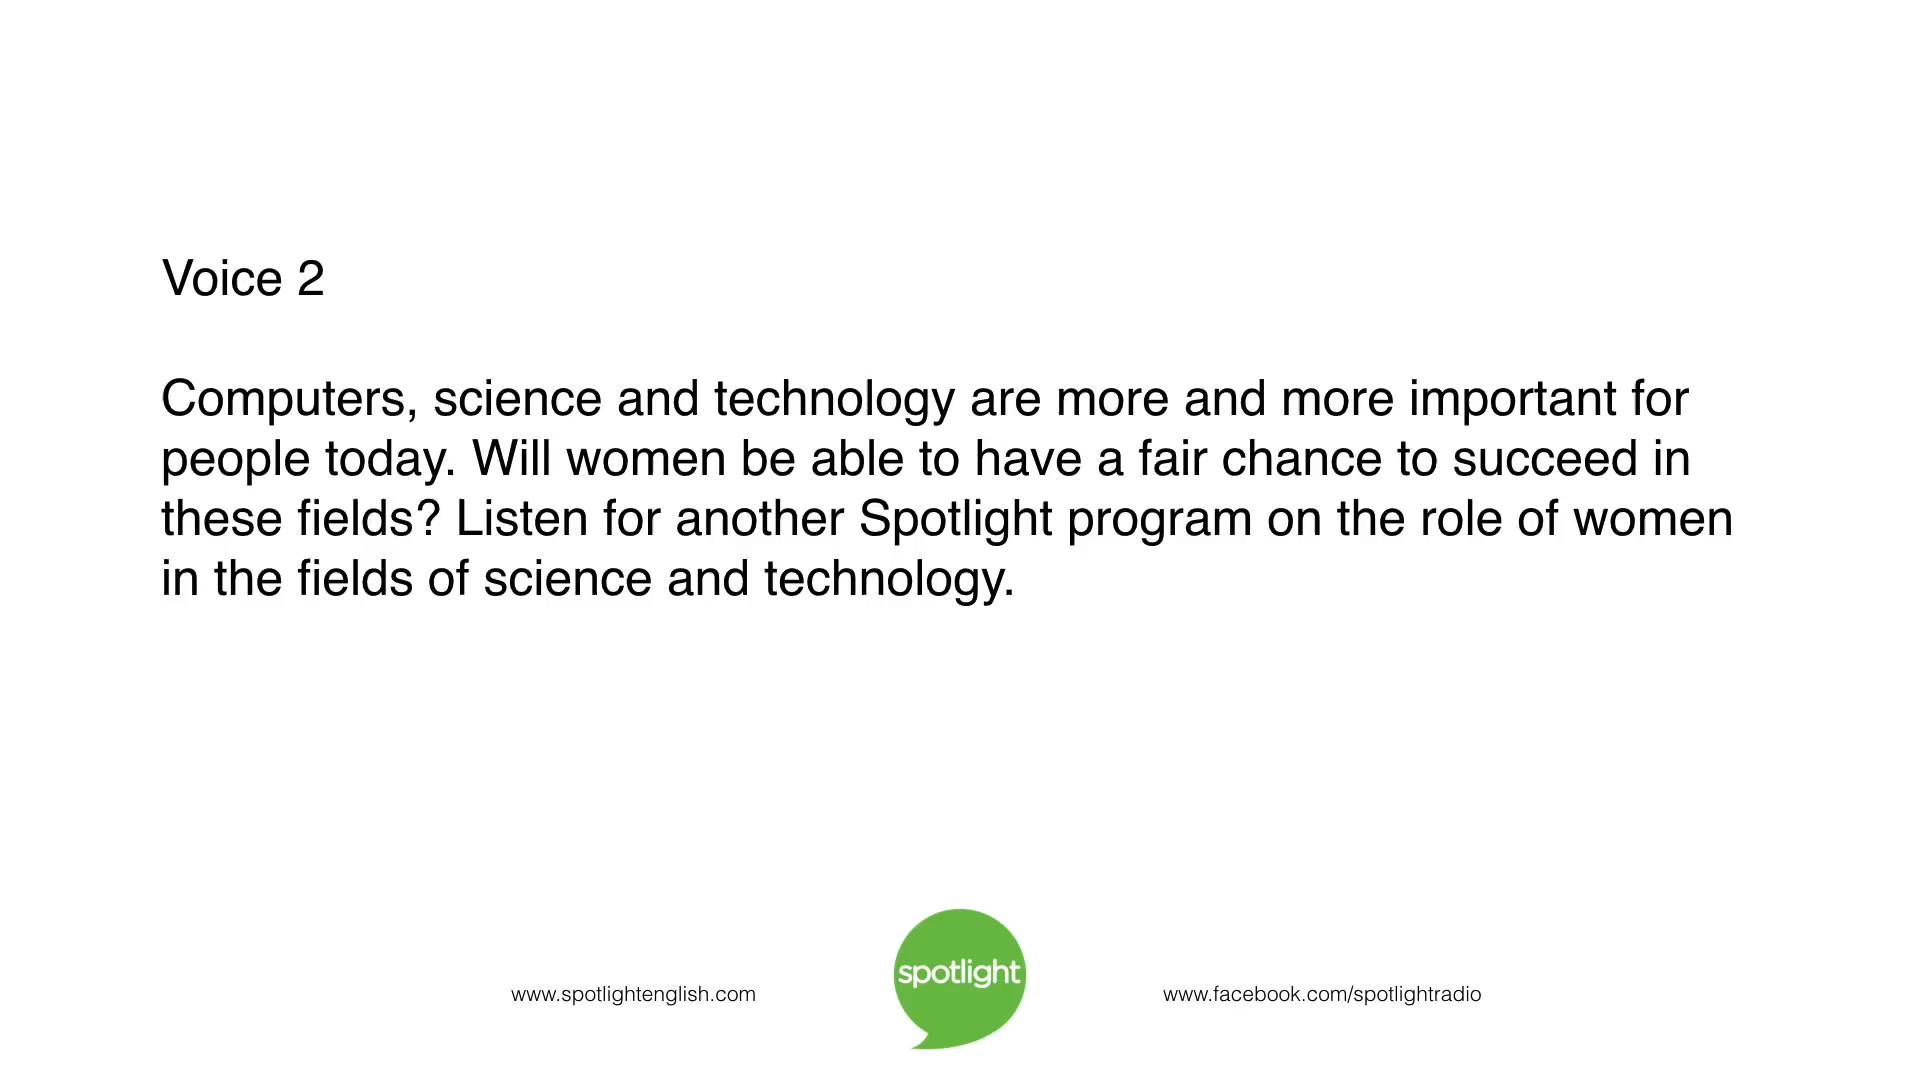 Voice 2
Computers, science and technology are more and more important for
people today. Will women be able to have a fair chance to succeed in
these fields? Listen for another Spotlight program on the role of women
in the fields of science and technology.
www.spotlightenglish.com
spotlight
www.facebook.com/spotlightradio